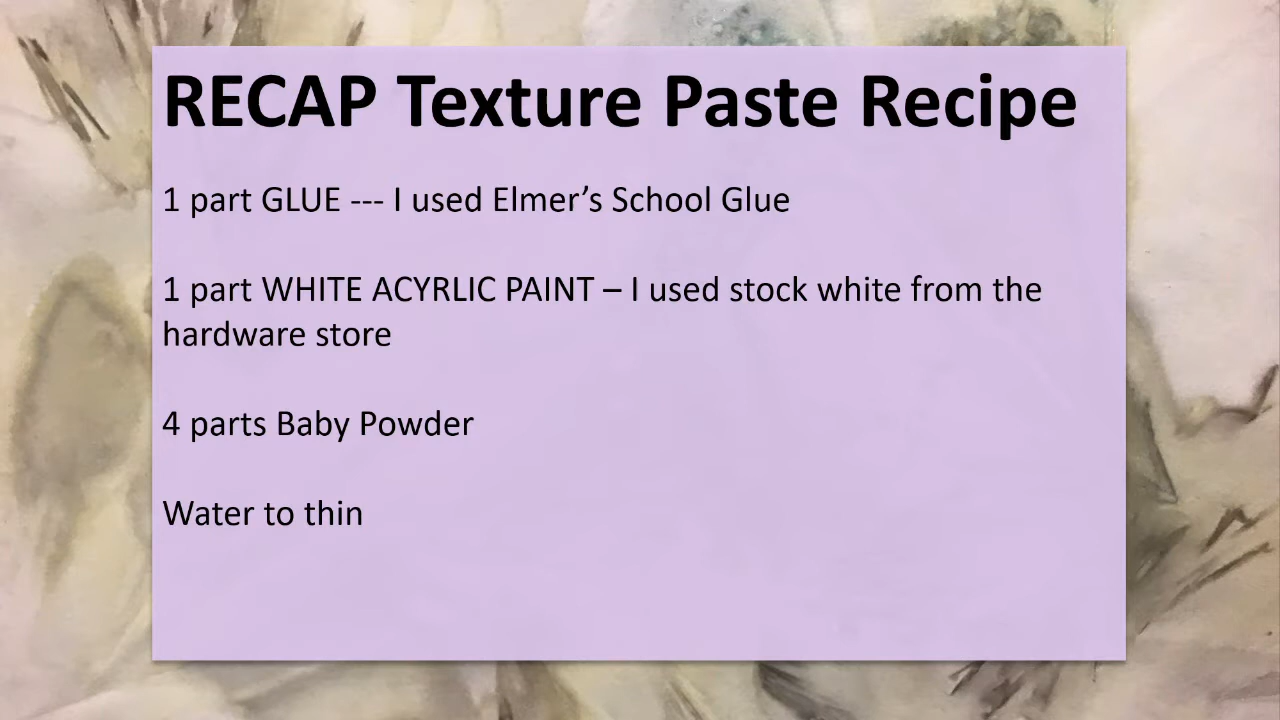 RECAP Texture Paste Recipe
1 part GLUE --- I used Elmer’s School Glue
1 part WHITE ACYRLIC PAINT – I used stock white from the
hardware store
4 parts Baby Powder
Water to thin